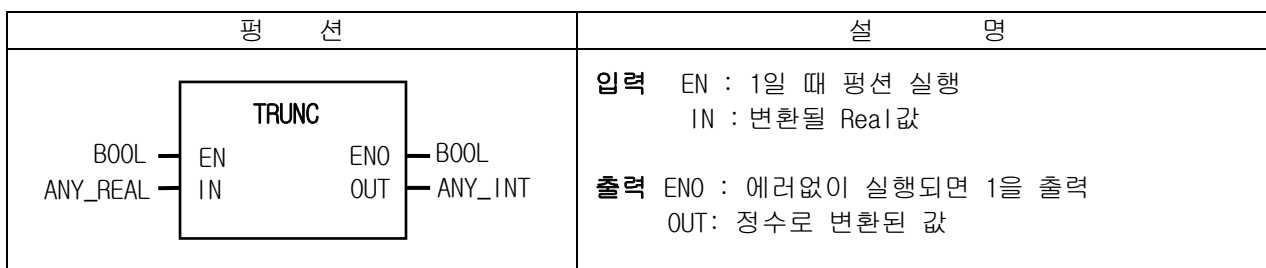 펑 션
설 명
TRUNC
BOOL EN ENO BOOL
ANY_REAL IN OUT ANY_INT
입력 EN : 1일 때 펑션 실행
IN : 변환될 Real값
출력 ENO : 에러없이 실행되면 1을 출력
OUT: 정수로 변환된 값